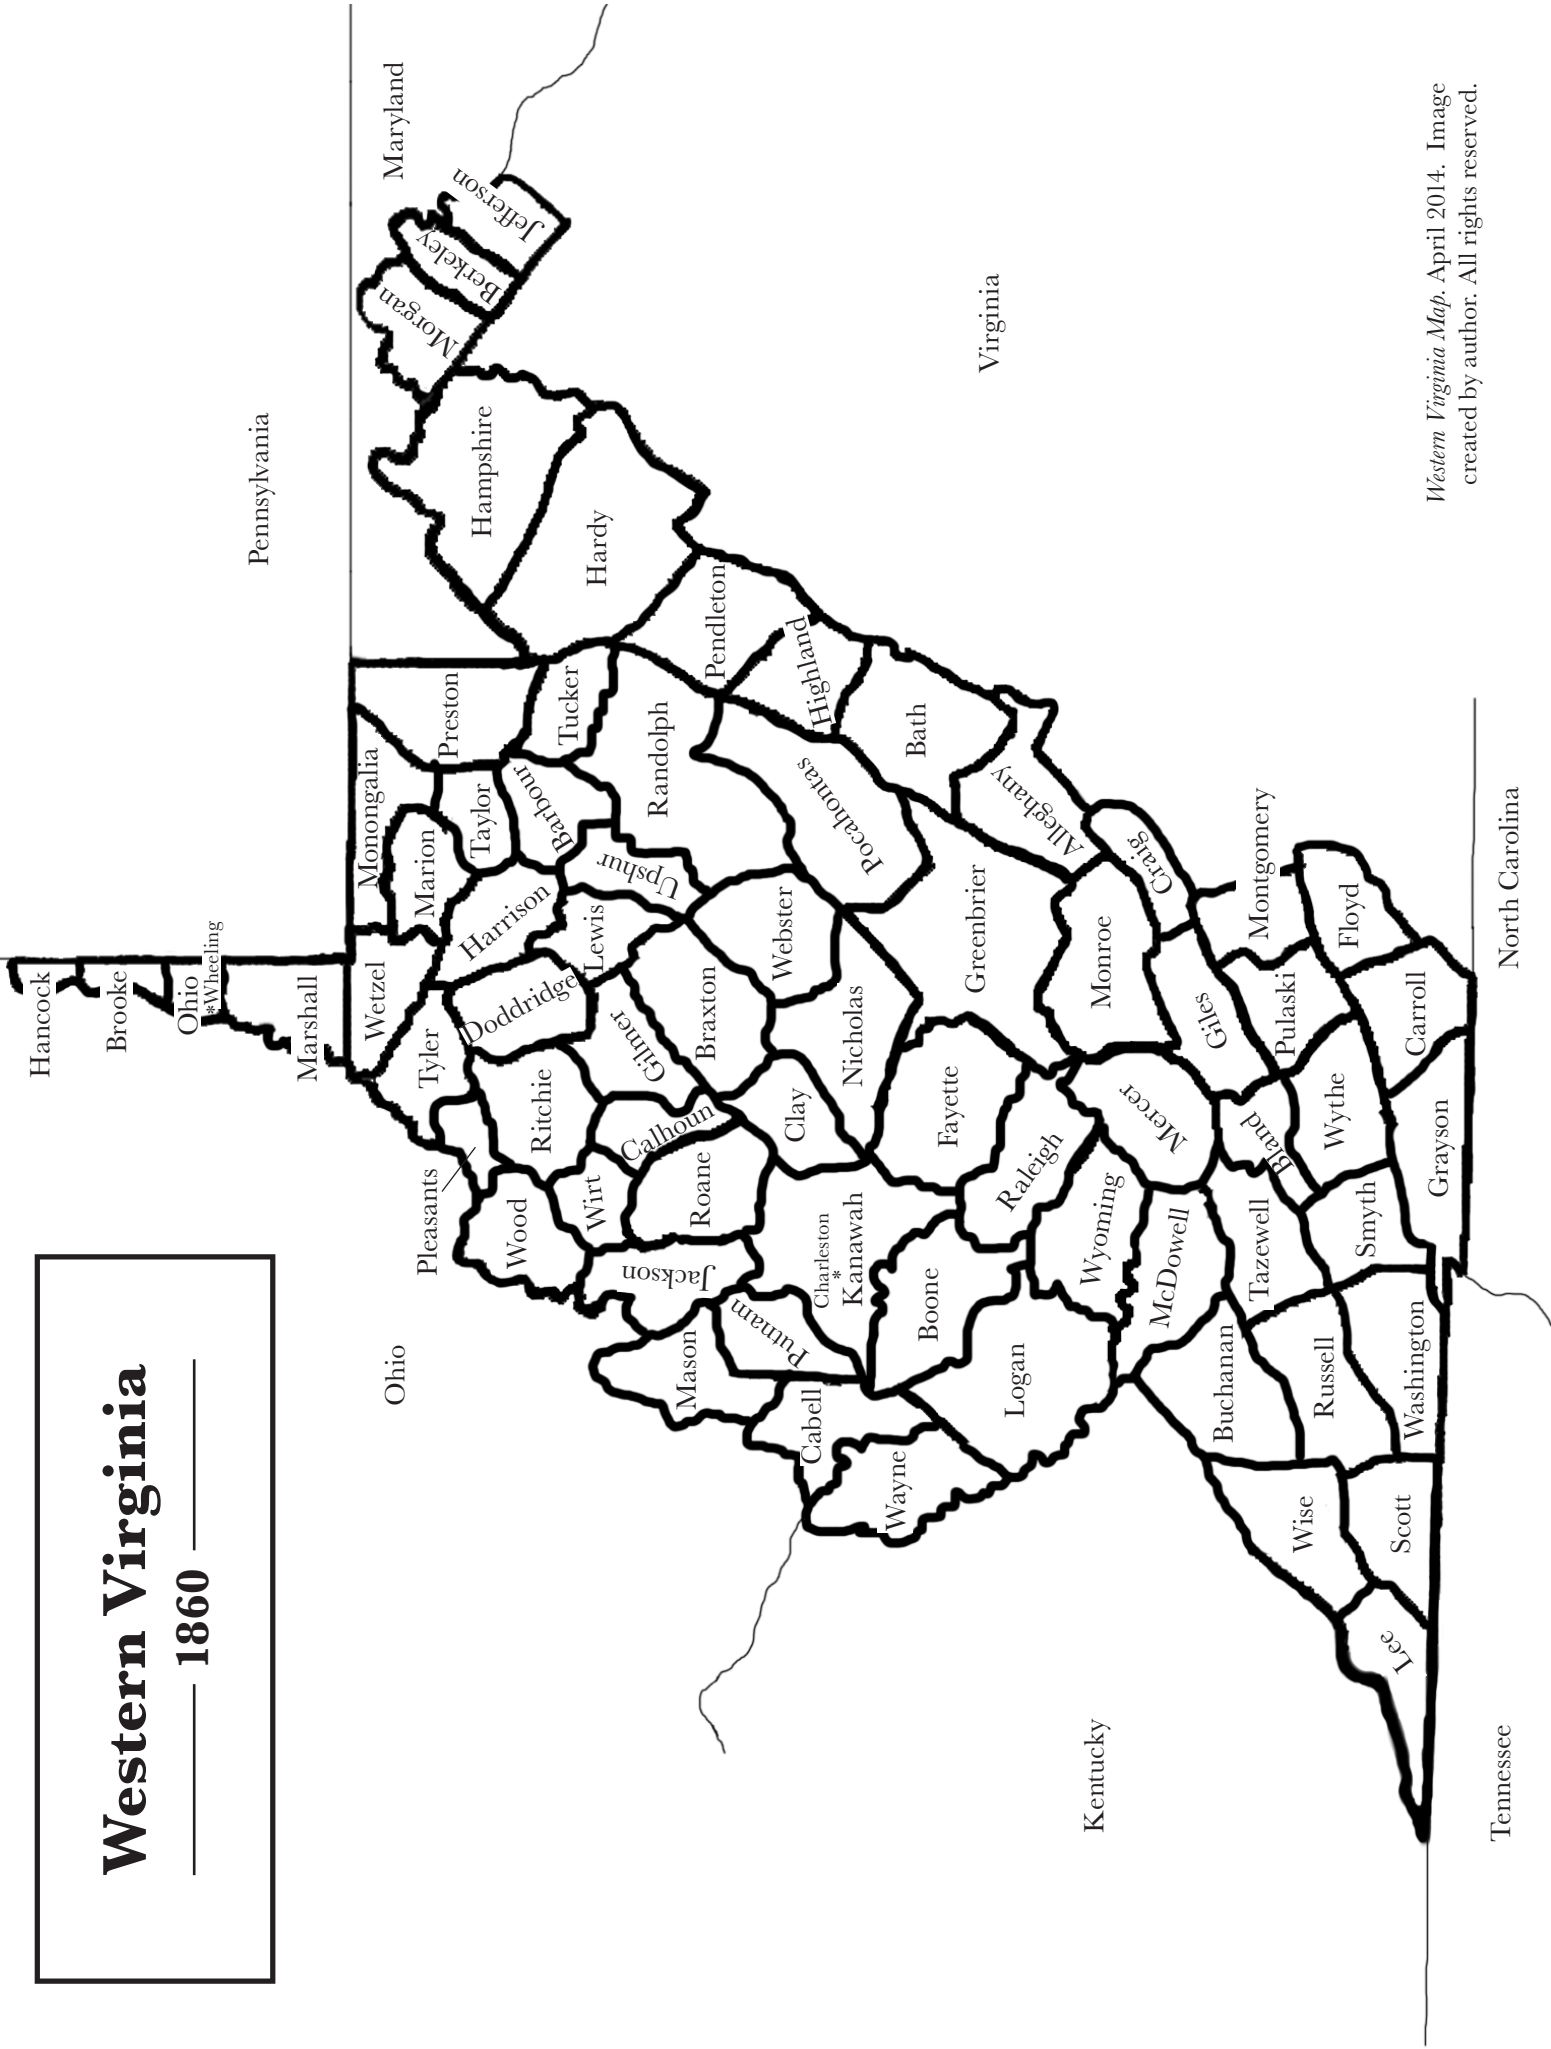 Western Virginia
1860
Pennsylvania
Maryland
Ohio
Virginia
Kentucky
Tennessee
North Carolina
Hancock
Brooke
Ohio
*Wheeling
Marshall
Wetzel
Monongalia
Marion
Preston
Taylor
Tyler
Pleasants
Doddridge
Harrison
Barbour
Tucker
Hampshire
Morgan
Berkeley
Jefferson
Hardy
Wood
Ritchie
Wirt
Gilmer
Lewis
Upshur
Randolph
Pendleton
Highland
Jackson
Roane
Calhoun
Braxton
Webster
Pocahontas
Bath
Mason
Putnam
Charleston
*
Kanawah
Clay
Nicholas
Greenbrier
Alleghany
Craig
Cabell
Wayne
Boone
Fayette
Raleigh
Monroe
Logan
Wyoming
Mercer
Giles
Montgomery
McDowell
Tazewell
Bland
Pulaski
Floyd
Buchanan
Russell
Smyth
Wythe
Carroll
Wise
Scott
Washington
Grayson
Lee
Western Virginia Map. April 2014. Image
created by author. All rights reserved.